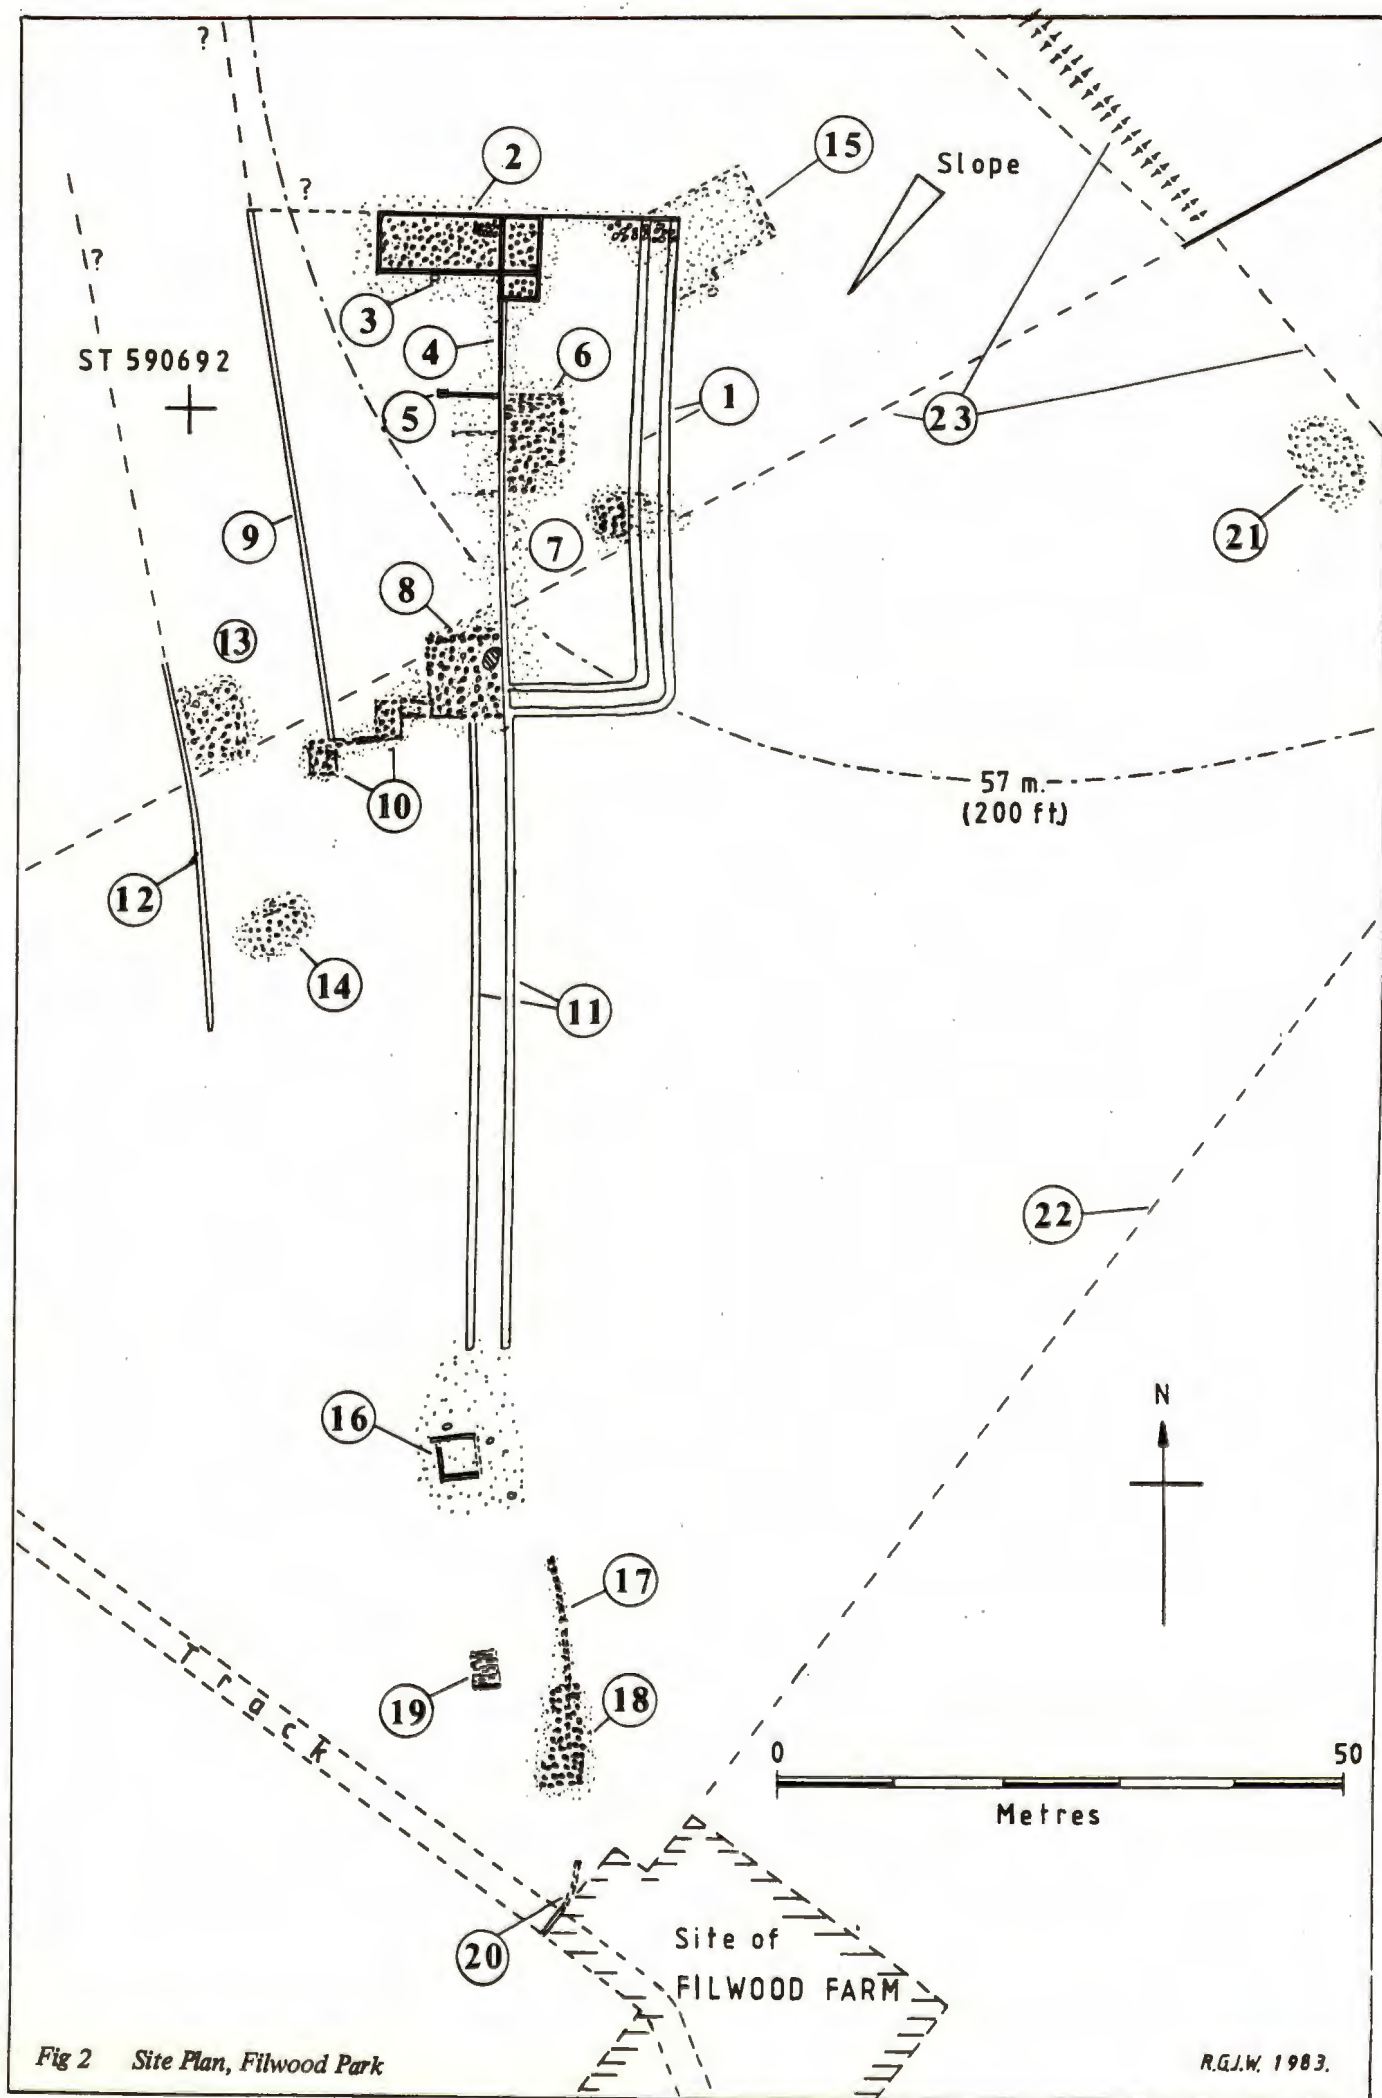 ?
2
15
Slope
?
?
3
4
6
ST 590692
5
1
23
9
7
21
8
13
57 m.
(200 ft.)
10
12
14
11
22
N
16
17
Track
19
18
0 50
Metres
20
Site of
FILWOOD FARM
Fig 2 Site Plan, Filwood Park
R.G.J.W. 1983.